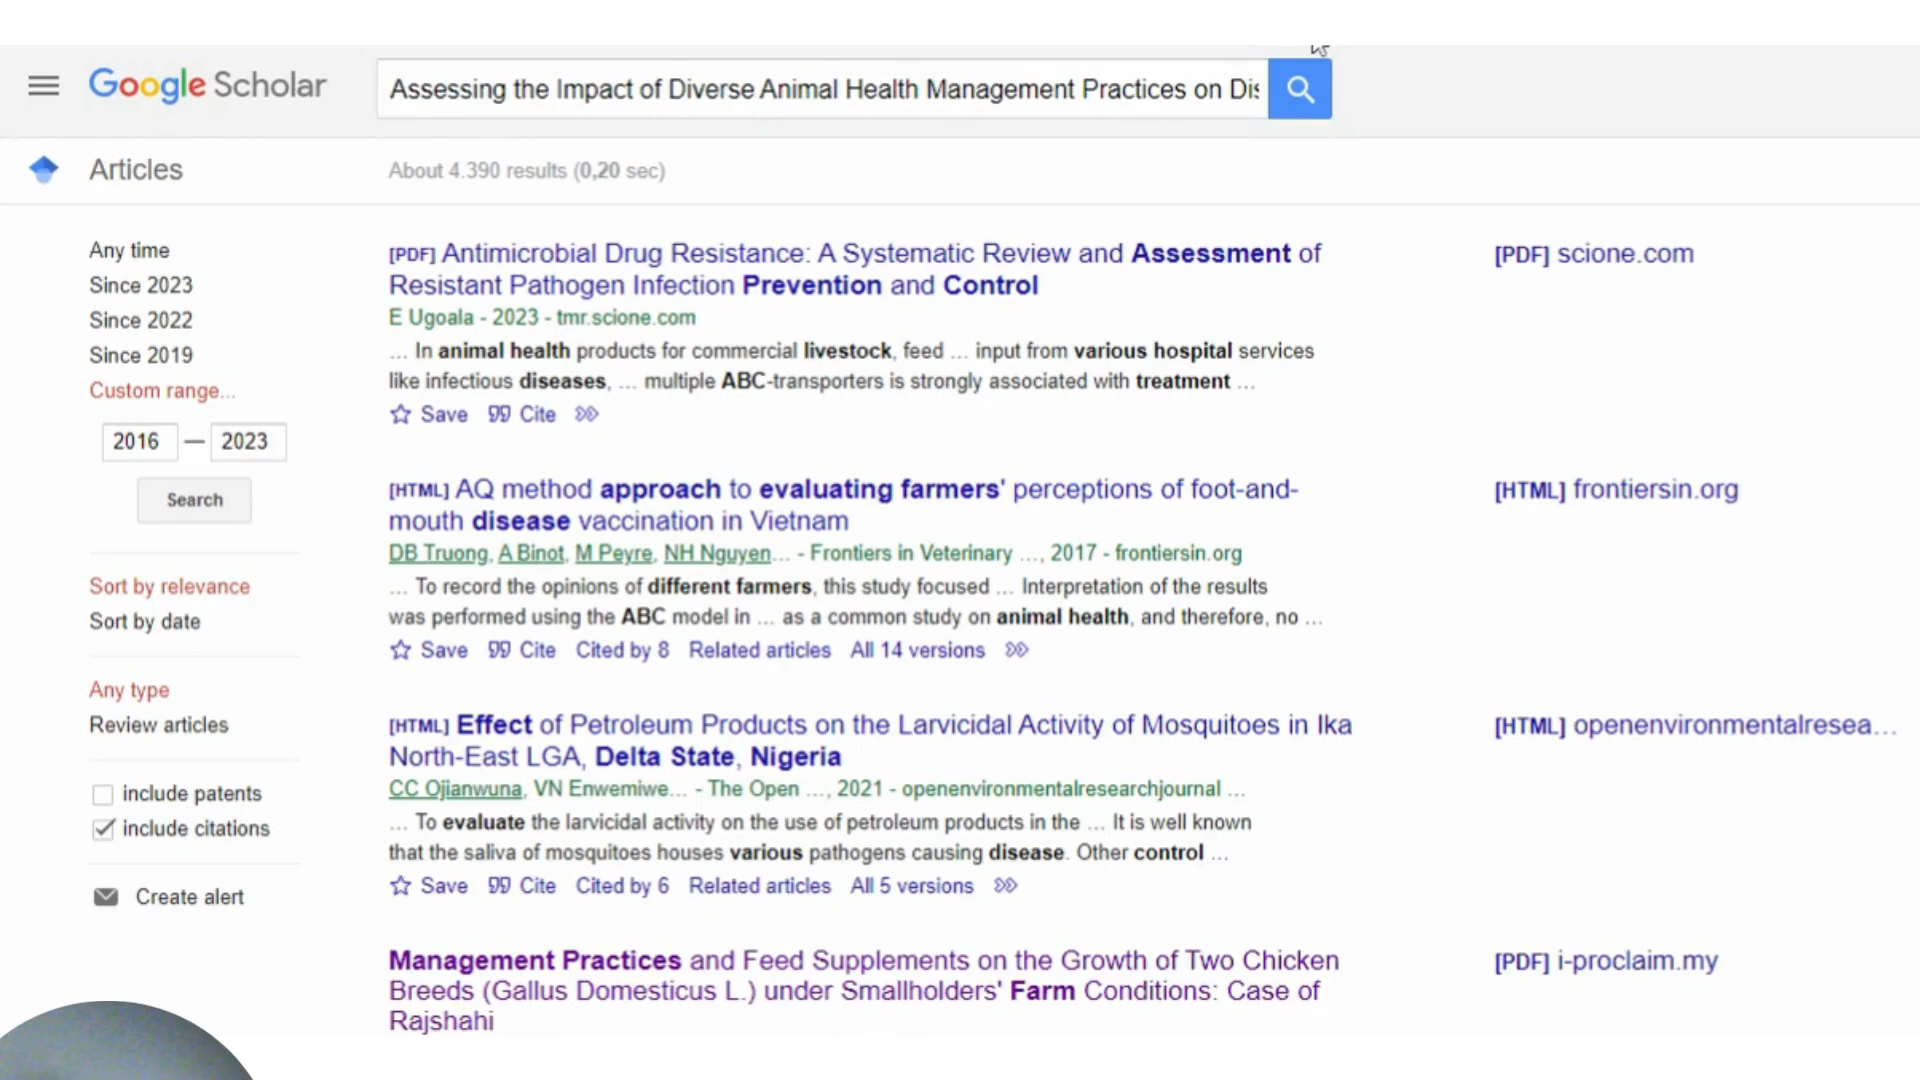 Google Scholar
Assessing the Impact of Diverse Animal Health Management Practices on Dis
Articles
About 4.390 results (0,20 sec)
Any time
Since 2023
Since 2022
Since 2019
Custom range...
2016 — 2023
Search
Sort by relevance
Sort by date
Any type
Review articles
include patents
include citations
Create alert
[PDF] Antimicrobial Drug Resistance: A Systematic Review and Assessment of
Resistant Pathogen Infection Prevention and Control
E Ugoala - 2023 - tmr.scione.com
... In animal health products for commercial livestock, feed ... input from various hospital services
like infectious diseases, ... multiple ABC-transporters is strongly associated with treatment ...
Save Cite
[PDF] scione.com
[HTML] AQ method approach to evaluating farmers' perceptions of foot-and-
mouth disease vaccination in Vietnam
DB Truong, A Binot, M Peyre, NH Nguyen... - Frontiers in Veterinary ..., 2017 - frontiersin.org
... To record the opinions of different farmers, this study focused ... Interpretation of the results
was performed using the ABC model in ... as a common study on animal health, and therefore, no ...
Save Cite Cited by 8 Related articles All 14 versions
[HTML] frontiersin.org
[HTML] Effect of Petroleum Products on the Larvicidal Activity of Mosquitoes in Ika
North-East LGA, Delta State, Nigeria
CC Ojianwuna, VN Enwemiwe... - The Open ..., 2021 - openenvironmentalresearchjournal ...
... To evaluate the larvicidal activity on the use of petroleum products in the ... It is well known
that the saliva of mosquitoes houses various pathogens causing disease. Other control ...
Save Cite Cited by 6 Related articles All 5 versions
[HTML] openenvironmentalresea...
Management Practices and Feed Supplements on the Growth of Two Chicken
Breeds (Gallus Domesticus L.) under Smallholders' Farm Conditions: Case of
Rajshahi
[PDF] i-proclaim.my